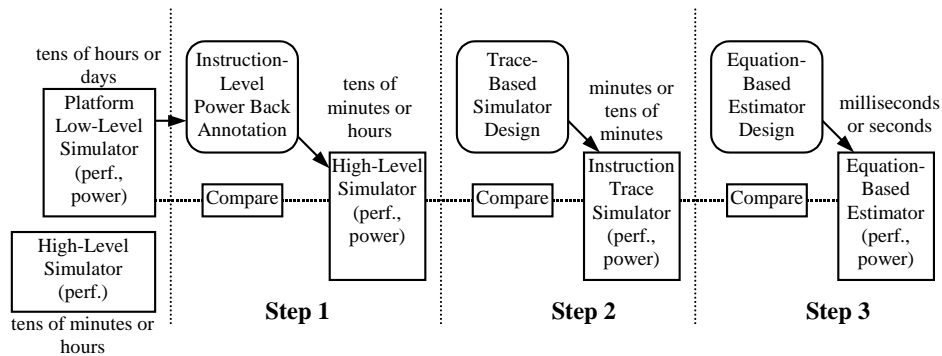 tens of hours or
days
Platform
Low-Level
Simulator
(perf.,
power)
High-Level
Simulator
(perf.)
tens of minutes or
hours
Instruction-
Level
Power Back
Annotation
tens of
minutes or
hours
High-Level
Simulator
(perf.,
power)
Compare
Step 1
Trace-
Based
Simulator
Design
minutes or
tens of
minutes
Instruction
Trace
Simulator
(perf.,
power)
Compare
Step 2
Equation-
Based
Estimator
Design
milliseconds
or seconds
Equation-
Based
Estimator
(perf.,
power)
Compare
Step 3